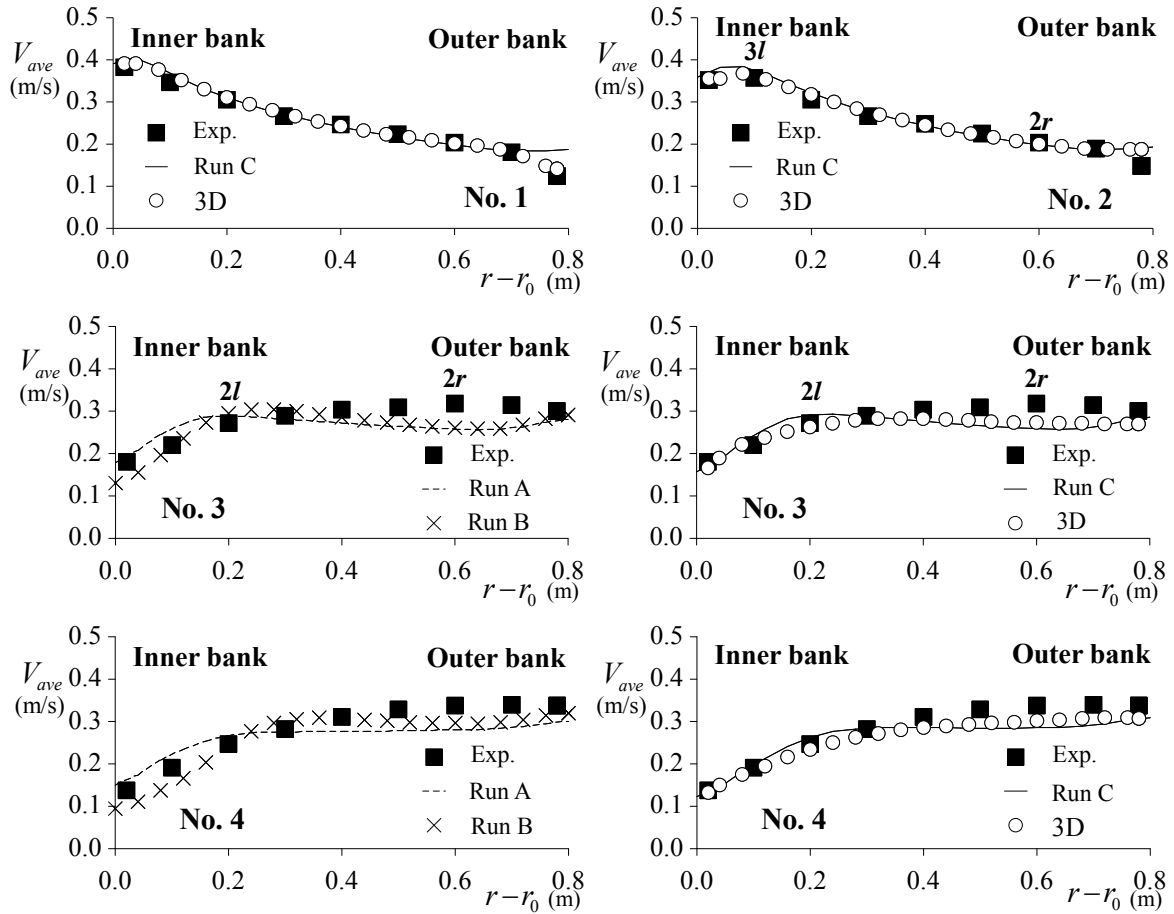 0.5
Inner bank
Outer bank
V_ave
(m/s)
0.4
0.3
0.2
0.1
0.0
Exp.
Run C
3D
No. 1
0.0 0.2 0.4 0.6 0.8
r − r_0 (m)
0.5
Inner bank
Outer bank
V_ave
(m/s)
0.4
0.3
0.2
0.1
0.0
3l
2r
Exp.
Run C
3D
No. 2
0.0 0.2 0.4 0.6 0.8
r − r_0 (m)
0.5
Inner bank
Outer bank
V_ave
(m/s)
0.4
0.3
0.2
0.1
0.0
2l
2r
Exp.
Run A
Run B
No. 3
0.0 0.2 0.4 0.6 0.8
r − r_0 (m)
0.5
Inner bank
Outer bank
V_ave
(m/s)
0.4
0.3
0.2
0.1
0.0
2l
2r
Exp.
Run C
3D
No. 3
0.0 0.2 0.4 0.6 0.8
r − r_0 (m)
0.5
Inner bank
Outer bank
V_ave
(m/s)
0.4
0.3
0.2
0.1
0.0
Exp.
Run A
Run B
No. 4
0.0 0.2 0.4 0.6 0.8
r − r_0 (m)
0.5
Inner bank
Outer bank
V_ave
(m/s)
0.4
0.3
0.2
0.1
0.0
Exp.
Run C
3D
No. 4
0.0 0.2 0.4 0.6 0.8
r − r_0 (m)